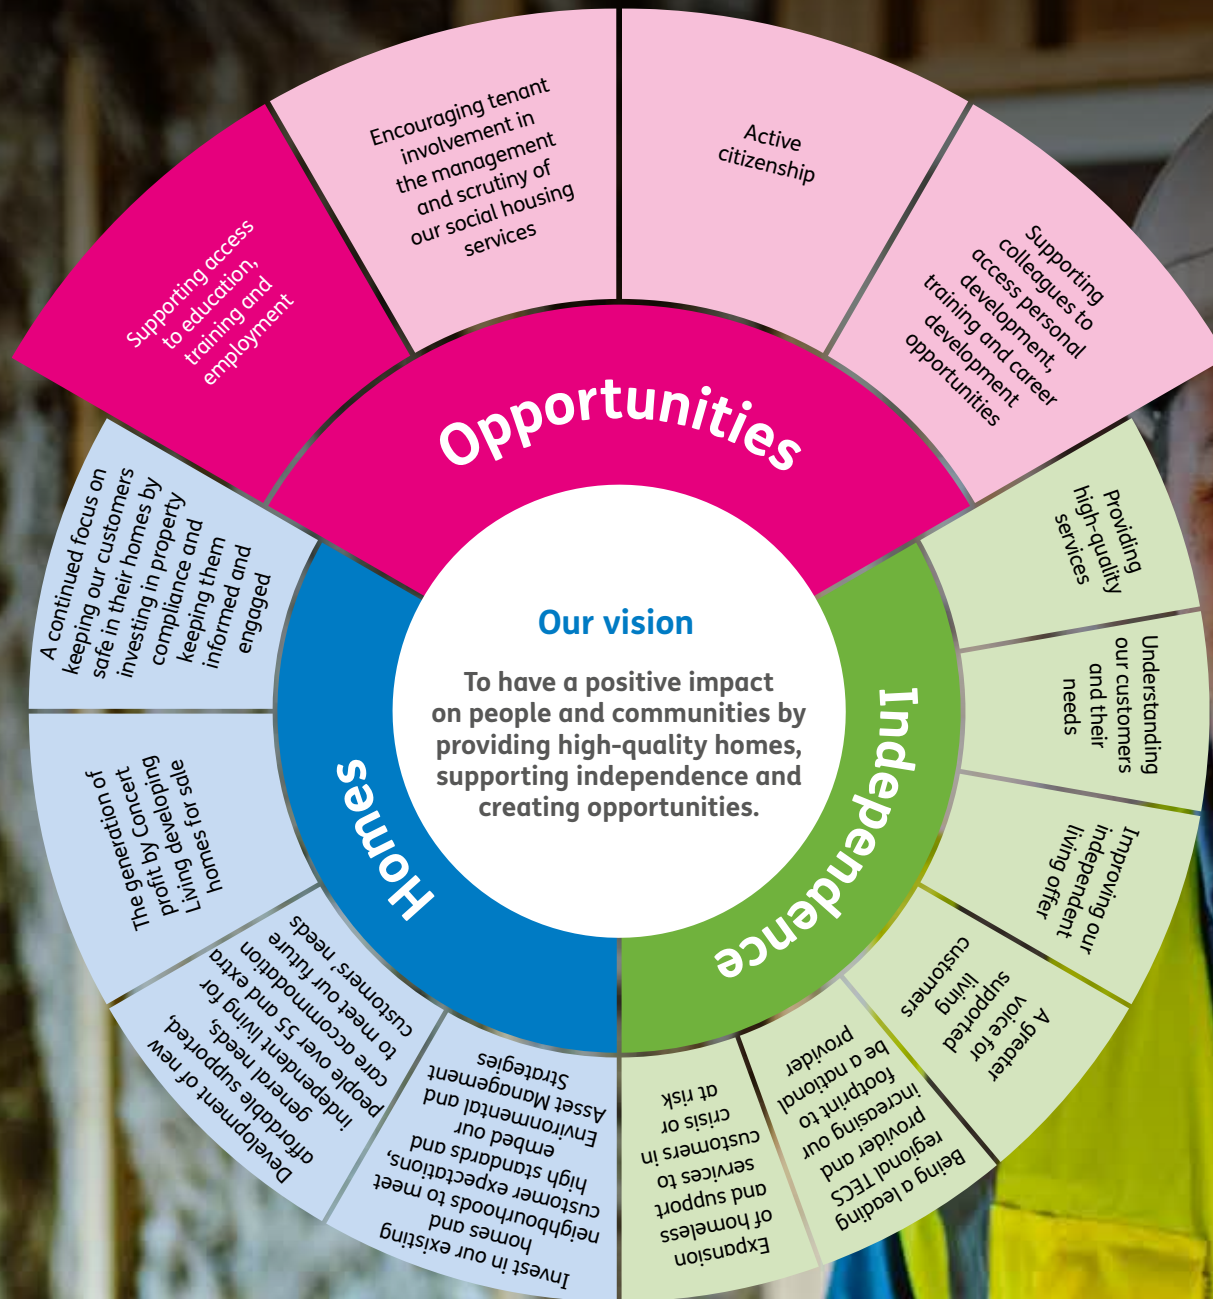 Our vision
To have a positive impact
on people and communities by
providing high-quality homes,
supporting independence and
creating opportunities.
Opportunities
Supporting access
to education,
training and
employment
Encouraging tenant
involvement in
the management
and scrutiny of
our social housing
services
Active
citizenship
Supporting
colleagues to
access personal
development,
training and career
development
opportunities
Independence
Providing
high-quality
services
Understanding
our customers
and their
needs
Improving our
independent
living offer
A greater
voice for
supported
living
customers
Being a leading
regional TECS
provider and
increasing our
footprint to
be a national
provider
Expansion
of homeless
and support
services to
customers in
crisis or
at risk
Homes
Invest in our existing
homes and
neighbourhoods to meet
customer expectations,
high standards and
embed our
Environmental and
Asset Management
Strategies
Development of new
affordable supported,
general needs,
independent living for
people over 55 and extra
care accommodation
to meet our future
customers' needs
The generation of
profit by Concert
Living developing
homes for sale
A continued focus on
keeping our customers
safe in their homes by
investing in property
compliance and
keeping them
informed and
engaged